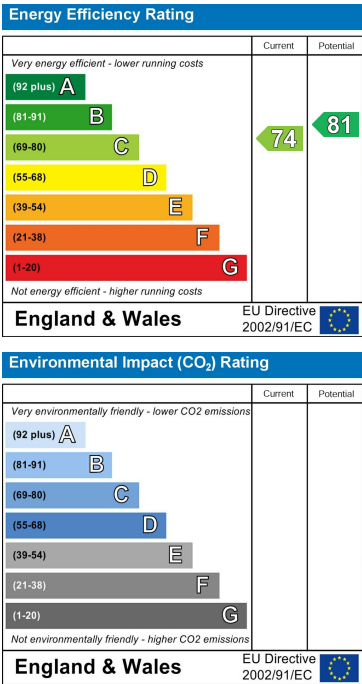 Energy Efficiency Rating
Current Potential
Very energy efficient - lower running costs
(92 plus) A
(81-91) B
(69-80) C
(55-68) D
(39-54) E
(21-38) F
(1-20) G
74
81
Not energy efficient - higher running costs
England & Wales
EU Directive
2002/91/EC
Environmental Impact (CO₂) Rating
Current Potential
Very environmentally friendly - lower CO2 emissions
(92 plus) A
(81-91) B
(69-80) C
(55-68) D
(39-54) E
(21-38) F
(1-20) G
Not environmentally friendly - higher CO2 emissions
England & Wales
EU Directive
2002/91/EC